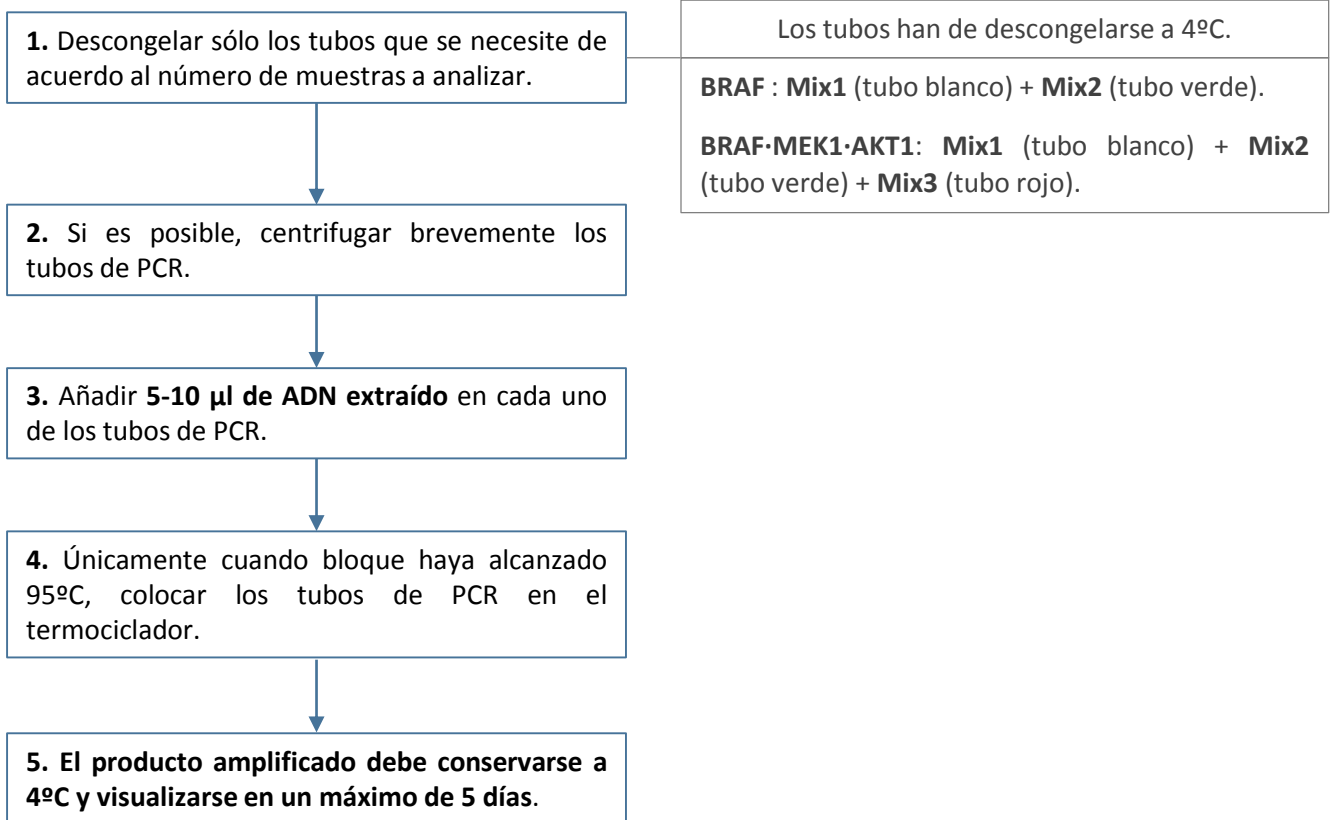 1. Descongelar sólo los tubos que se necesite de
acuerdo al número de muestras a analizar.
Los tubos han de descongelarse a 4ºC.
BRAF : Mix1 (tubo blanco) + Mix2 (tubo verde).
BRAF·MEK1·AKT1: Mix1 (tubo blanco) + Mix2
(tubo verde) + Mix3 (tubo rojo).
2. Si es posible, centrifugar brevemente los
tubos de PCR.
3. Añadir 5-10 µl de ADN extraído en cada uno
de los tubos de PCR.
4. Únicamente cuando bloque haya alcanzado
95ºC, colocar los tubos de PCR en el
termociclador.
5. El producto amplificado debe conservarse a
4ºC y visualizarse en un máximo de 5 días.